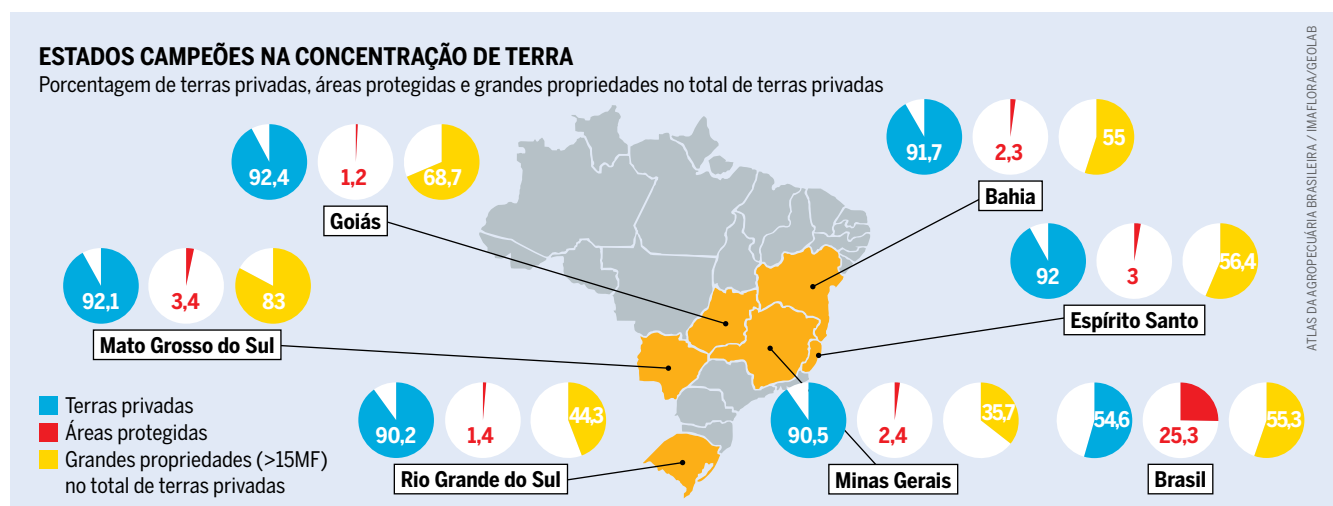 ESTADOS CAMPEÕES NA CONCENTRAÇÃO DE TERRA
Porcentagem de terras privadas, áreas protegidas e grandes propriedades no total de terras privadas
92,4
1,2
68,7
Goiás
91,7
2,3
55
Bahia
92,1
3,4
83
Mato Grosso do Sul
92
3
56,4
Espírito Santo
90,2
1,4
44,3
Rio Grande do Sul
90,5
2,4
35,7
Minas Gerais
54,6
25,3
55,3
Brasil
Terras privadas
Áreas protegidas
Grandes propriedades (>15MF)
no total de terras privadas
ATLAS DA AGROPECUÁRIA BRASILEIRA / IMAFLORA/GEOLAB